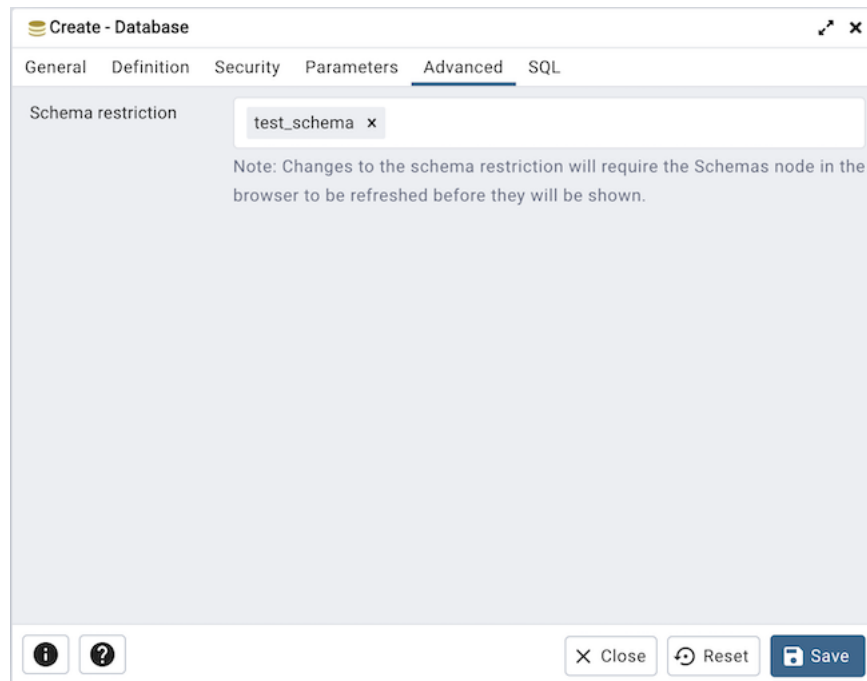 Create - Database
General Definition Security Parameters Advanced SQL
Schema restriction
test_schema ×
Note: Changes to the schema restriction will require the Schemas node in the
browser to be refreshed before they will be shown.
Close Reset Save